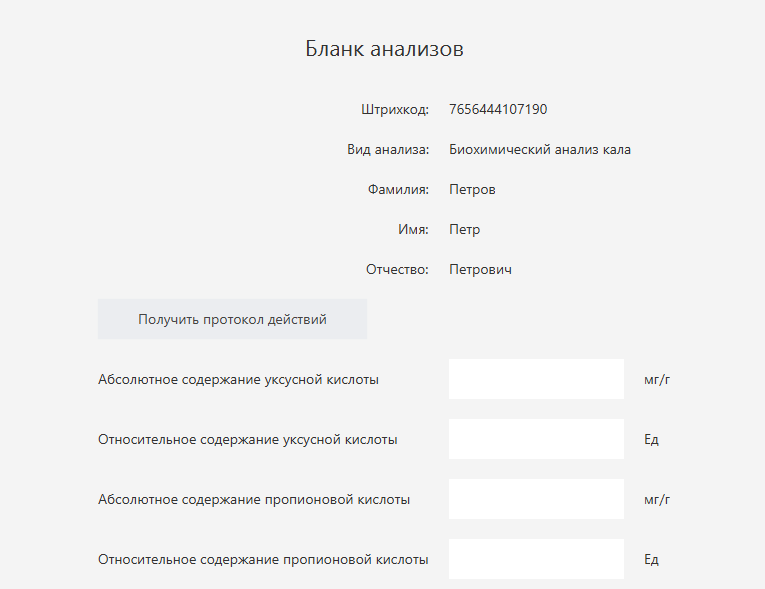 Бланк анализов
Штрихкод: 7656444107190
Вид анализа: Биохимический анализ кала
Фамилия: Петров
Имя: Петр
Отчество: Петрович
Получить протокол действий
Абсолютное содержание уксусной кислоты мг/г
Относительное содержание уксусной кислоты Ед
Абсолютное содержание пропионовой кислоты мг/г
Относительное содержание пропионовой кислоты Ед